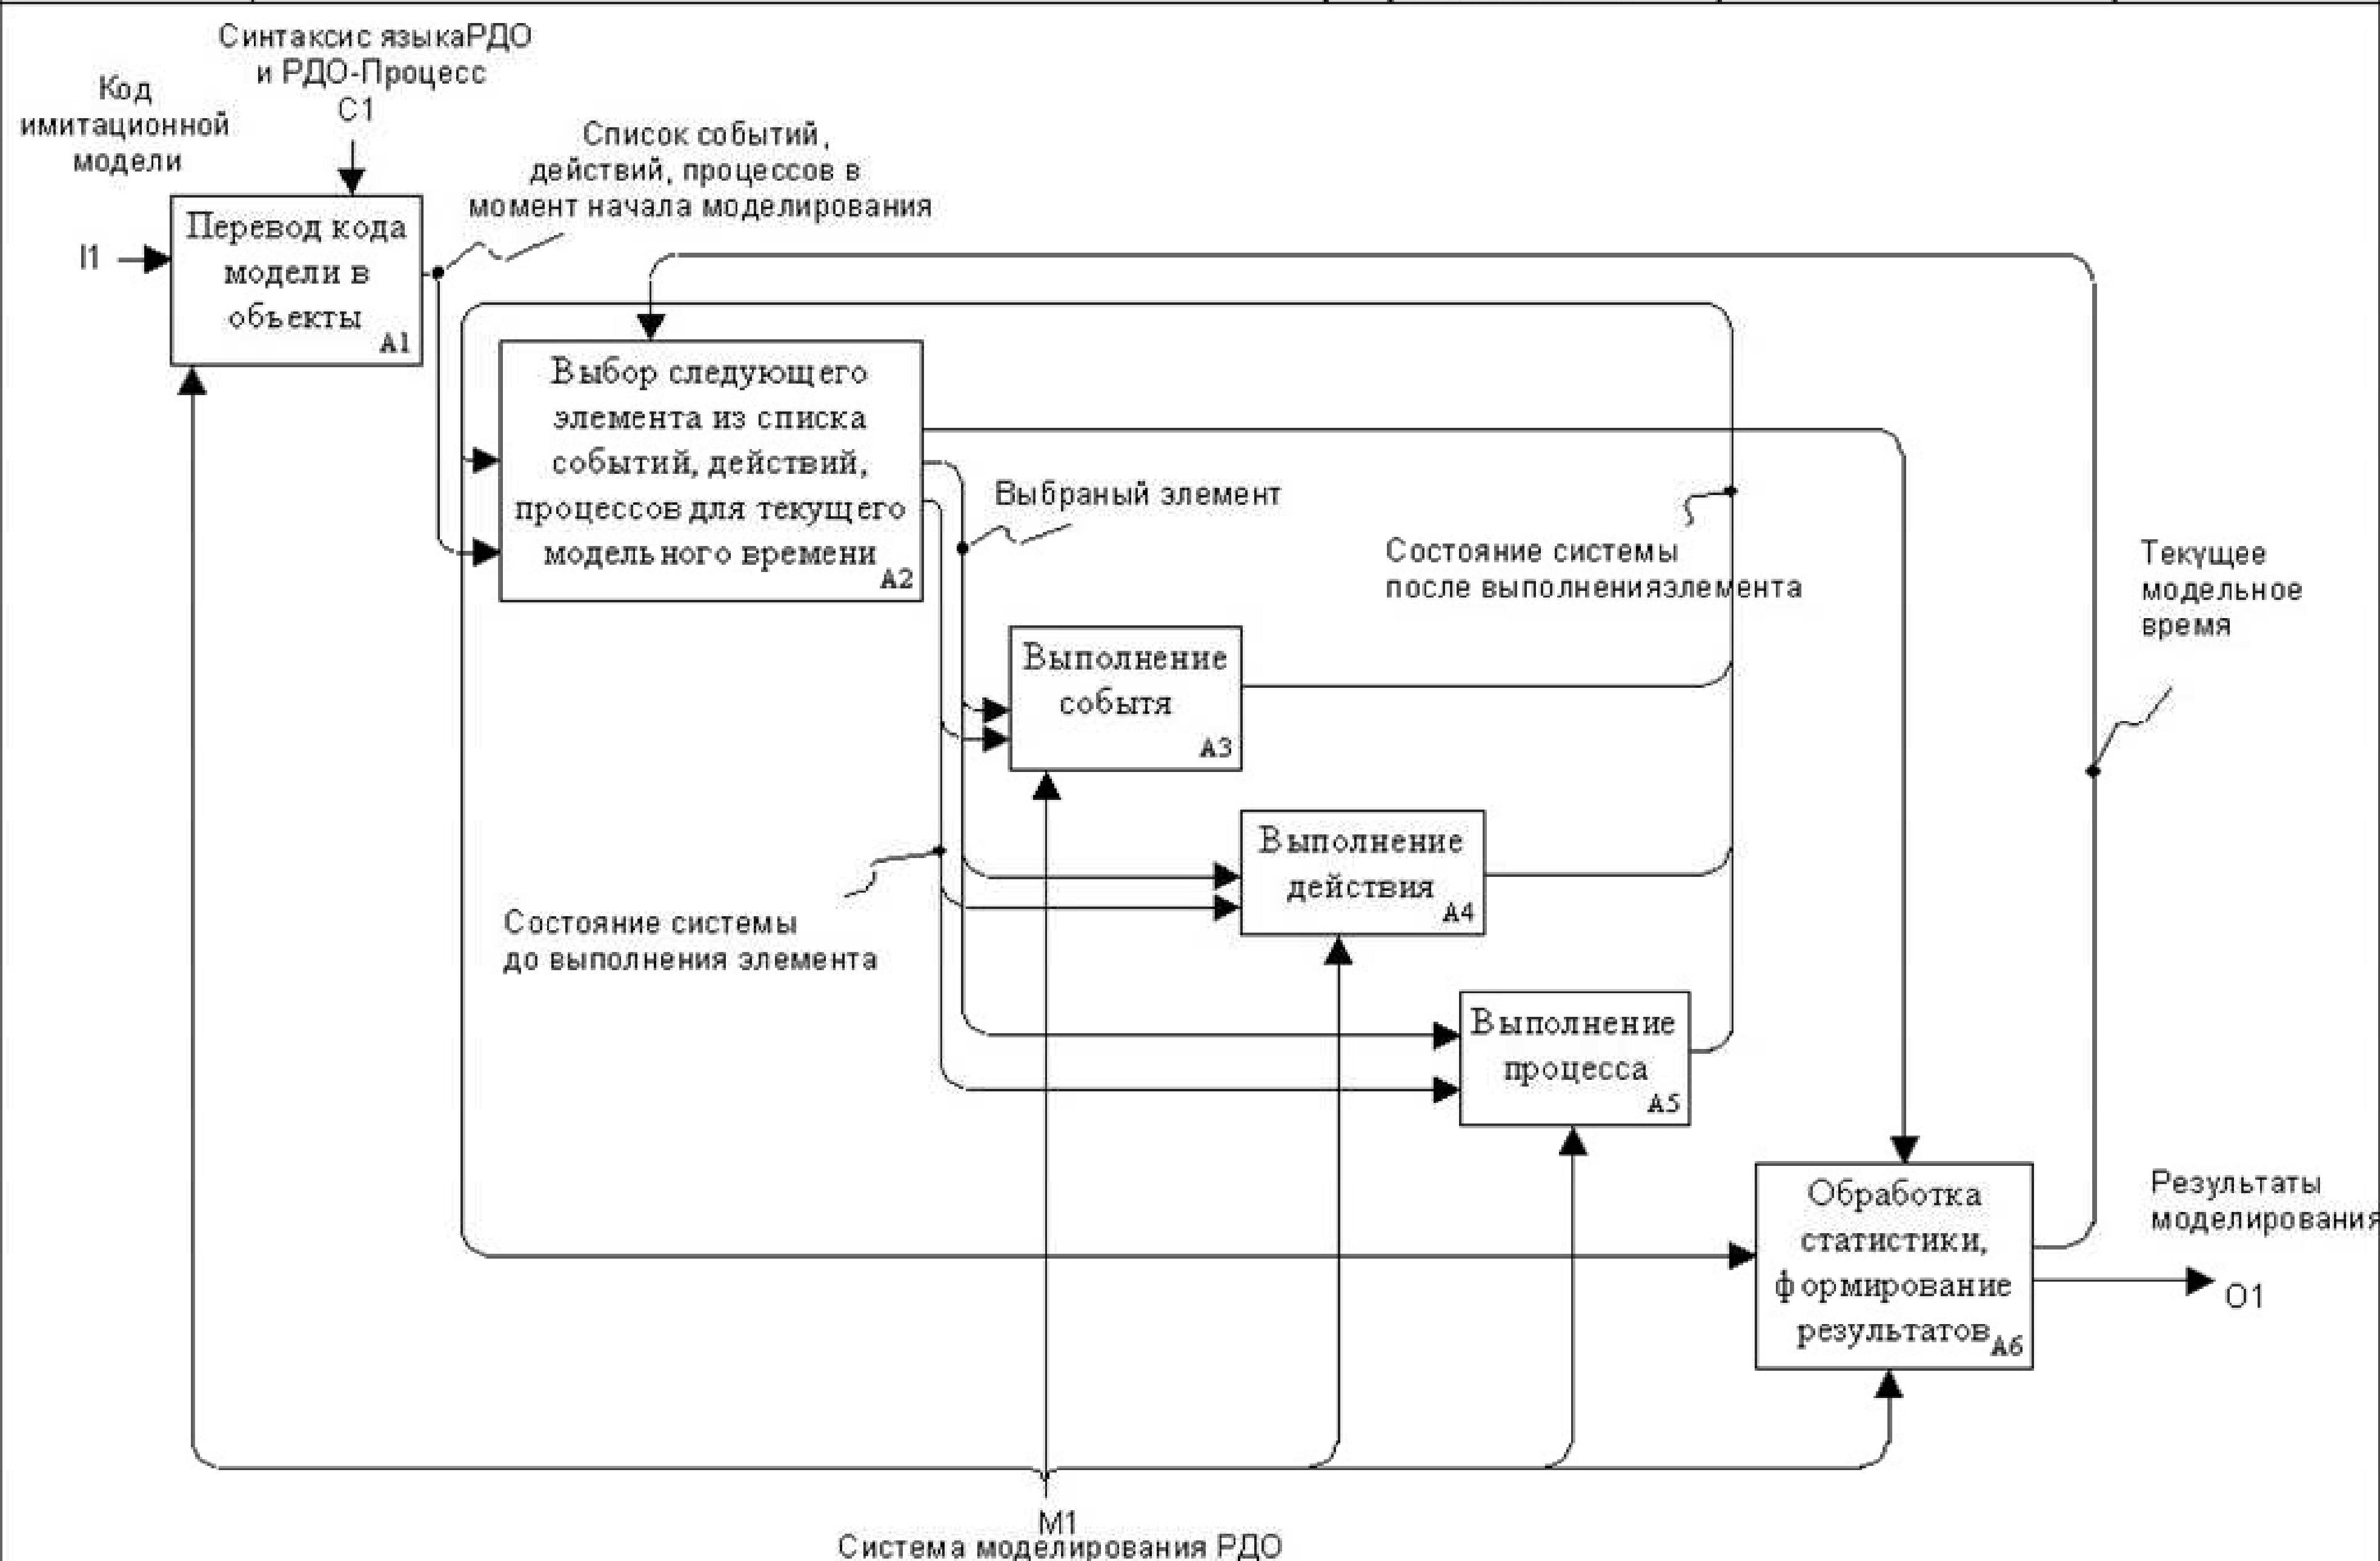 Синтаксис языкаРДО
и РДО-Процесс
C1
Код
имитационной
модели
Список событий,
действий, процессов в
момент начала моделирования
I1
Перевод кода
модели в
объекты
A1
Выбор следующего
элемента из списка
событий, действий,
процессов для текущего
модельного времени
A2
Выбраный элемент
Состояние системы
после выполненияэлемента
Текущее
модельное
время
Выполнение
событя
A3
Выполнение
действия
A4
Состояние системы
до выполнения элемента
Выполнение
процесса
A5
Обработка
статистики,
формирование
результатов
A6
Результаты
моделирования
O1
M1
Система моделирования РДО